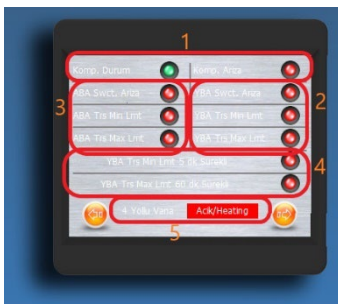 1
Komp. Durum Komp. Arıza
ABA Swct. Arıza YBA Swct. Arıza
3 2
ABA Trs Min Lmt YBA Trs Min Lmt
ABA Trs Max Lmt YBA Trs Max Lmt
YBA Trs Min Lmt 5 dk Süresi
4
YBA Trs Max Lmt 60 dk Süresi
4 Yollu Vana Acik/Heating
5